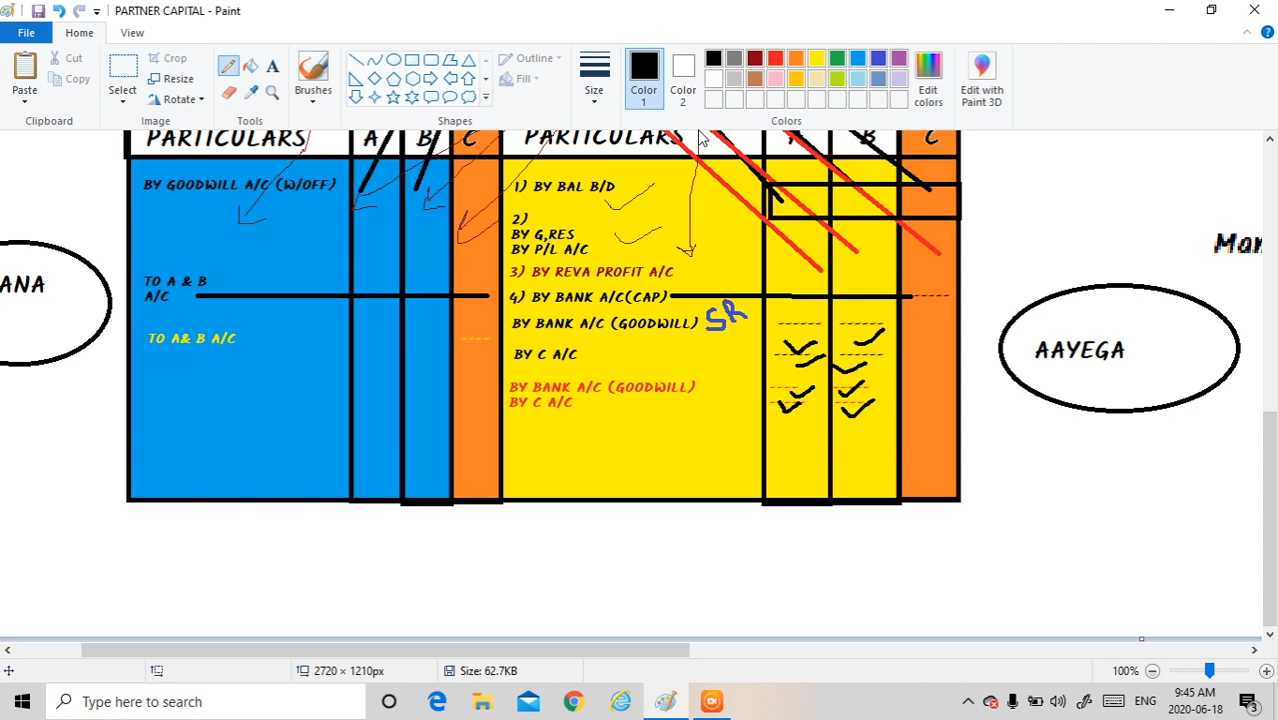 PARTNER CAPITAL - Paint
File
Home
View
Paste
Cut
Copy
Clipboard
Select
Crop
Resize
Rotate
Image
Tools
Brushes
Shapes
Outline
Fill
Size
Color
1
Color
2
Colors
Edit
colors
Edit with
Paint 3D
PARTICULARS A B C PARTICULARS A B C
BY GOODWILL A/C (W/OFF)
TO A & B
A/C
TO A& B A/C
1) BY BAL B/D
2)
BY G,RES
BY P/L A/C
3) BY REVA PROFIT A/C
4) BY BANK A/C(CAP)
BY BANK A/C (GOODWILL) SR
BY C A/C
BY BANK A/C (GOODWILL)
BY C A/C
ANA
AAYEGA
2720 × 1210px
Size: 62.7KB
100%
Type here to search
ENG
9:45 AM
2020-06-18
3